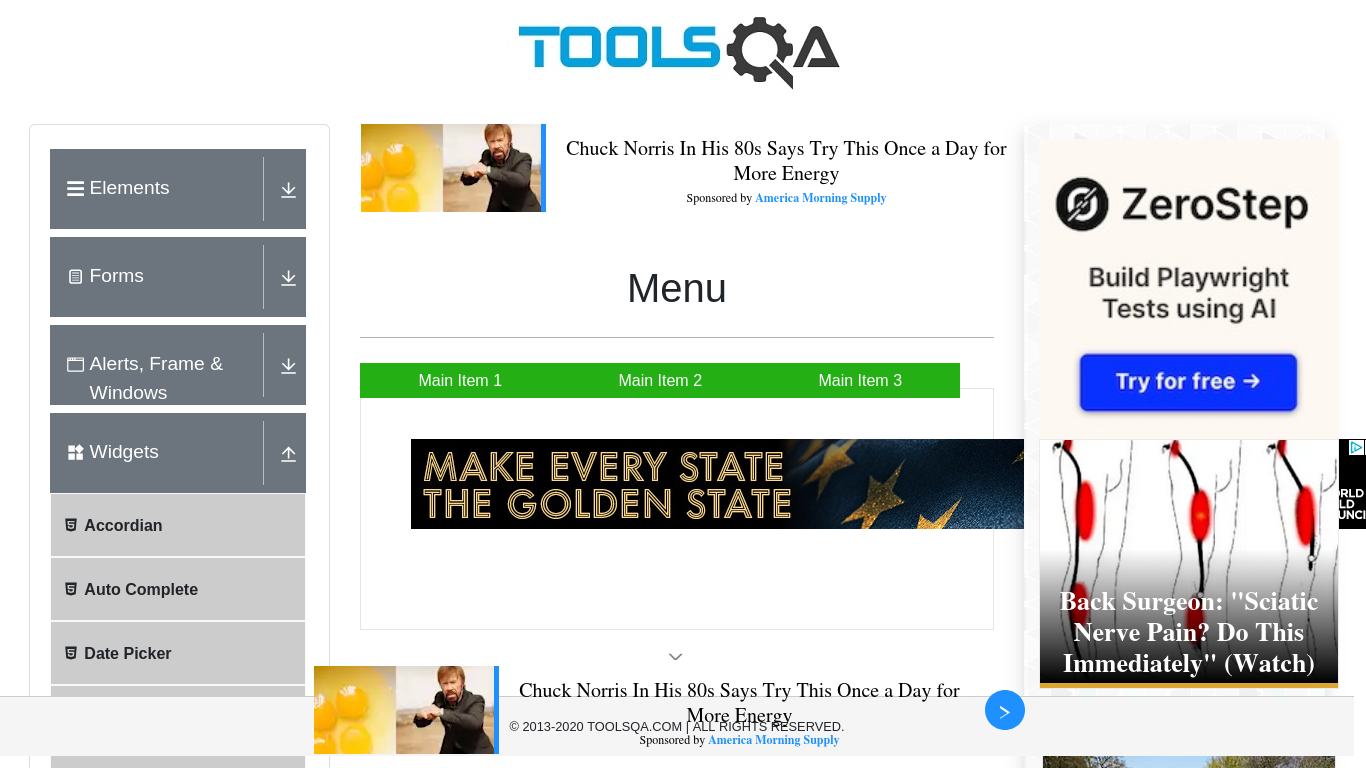 TOOLSQA
Elements
Forms
Alerts, Frame &
Windows
Widgets
Accordian
Auto Complete
Date Picker
Chuck Norris In His 80s Says Try This Once a Day for
More Energy
Sponsored by America Morning Supply
Menu
Main Item 1
Main Item 2
Main Item 3
MAKE EVERY STATE
THE GOLDEN STATE
ZeroStep
Build Playwright
Tests using AI
Try for free →
Back Surgeon: "Sciatic
Nerve Pain? Do This
Immediately" (Watch)
Chuck Norris In His 80s Says Try This Once a Day for
More Energy
© 2013-2020 TOOLSQA.COM | ALL RIGHTS RESERVED.
Sponsored by America Morning Supply